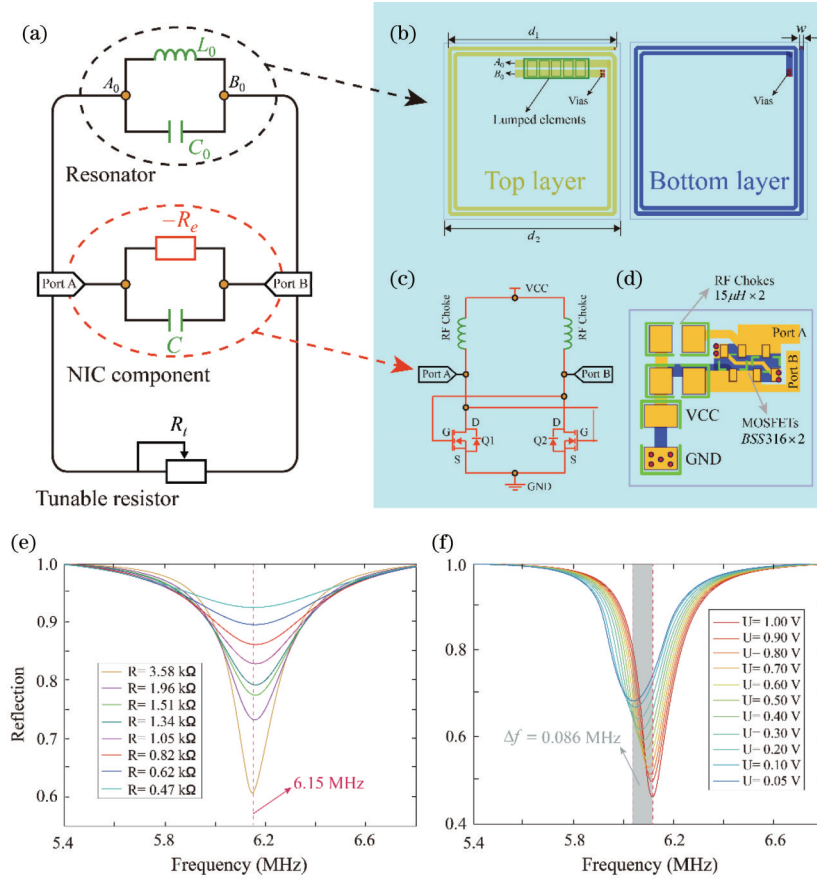 (a)
L₀
A₀
B₀
C₀
Resonator
−Rₑ
Port A
Port B
C
NIC component
Rₜ
Tunable resistor
(b)
d₁
w
A₀
B₀
Vias
Lumped elements
Vias
Top layer
Bottom layer
d₂
(c)
VCC
RF Choke
RF Choke
Port A
Port B
D
D
G
Q1
Q2
G
S
S
GND
(d)
RF Chokes
15μH×2
Port A
Port B
VCC
MOSFETs
BSS316×2
GND
(e)
1.0
0.9
0.8
0.7
0.6
Reflection
R= 3.58 kΩ
R= 1.96 kΩ
R= 1.51 kΩ
R= 1.34 kΩ
R= 1.05 kΩ
R= 0.82 kΩ
R= 0.62 kΩ
R= 0.47 kΩ
6.15 MHz
5.4
5.8
6.2
6.6
Frequency (MHz)
(f)
1.0
0.9
0.8
0.7
0.6
0.5
0.4
Δf = 0.086 MHz
U= 1.00 V
U= 0.90 V
U= 0.80 V
U= 0.70 V
U= 0.60 V
U= 0.50 V
U= 0.40 V
U= 0.30 V
U= 0.20 V
U= 0.10 V
U= 0.05 V
5.4
5.8
6.2
6.6
Frequency (MHz)